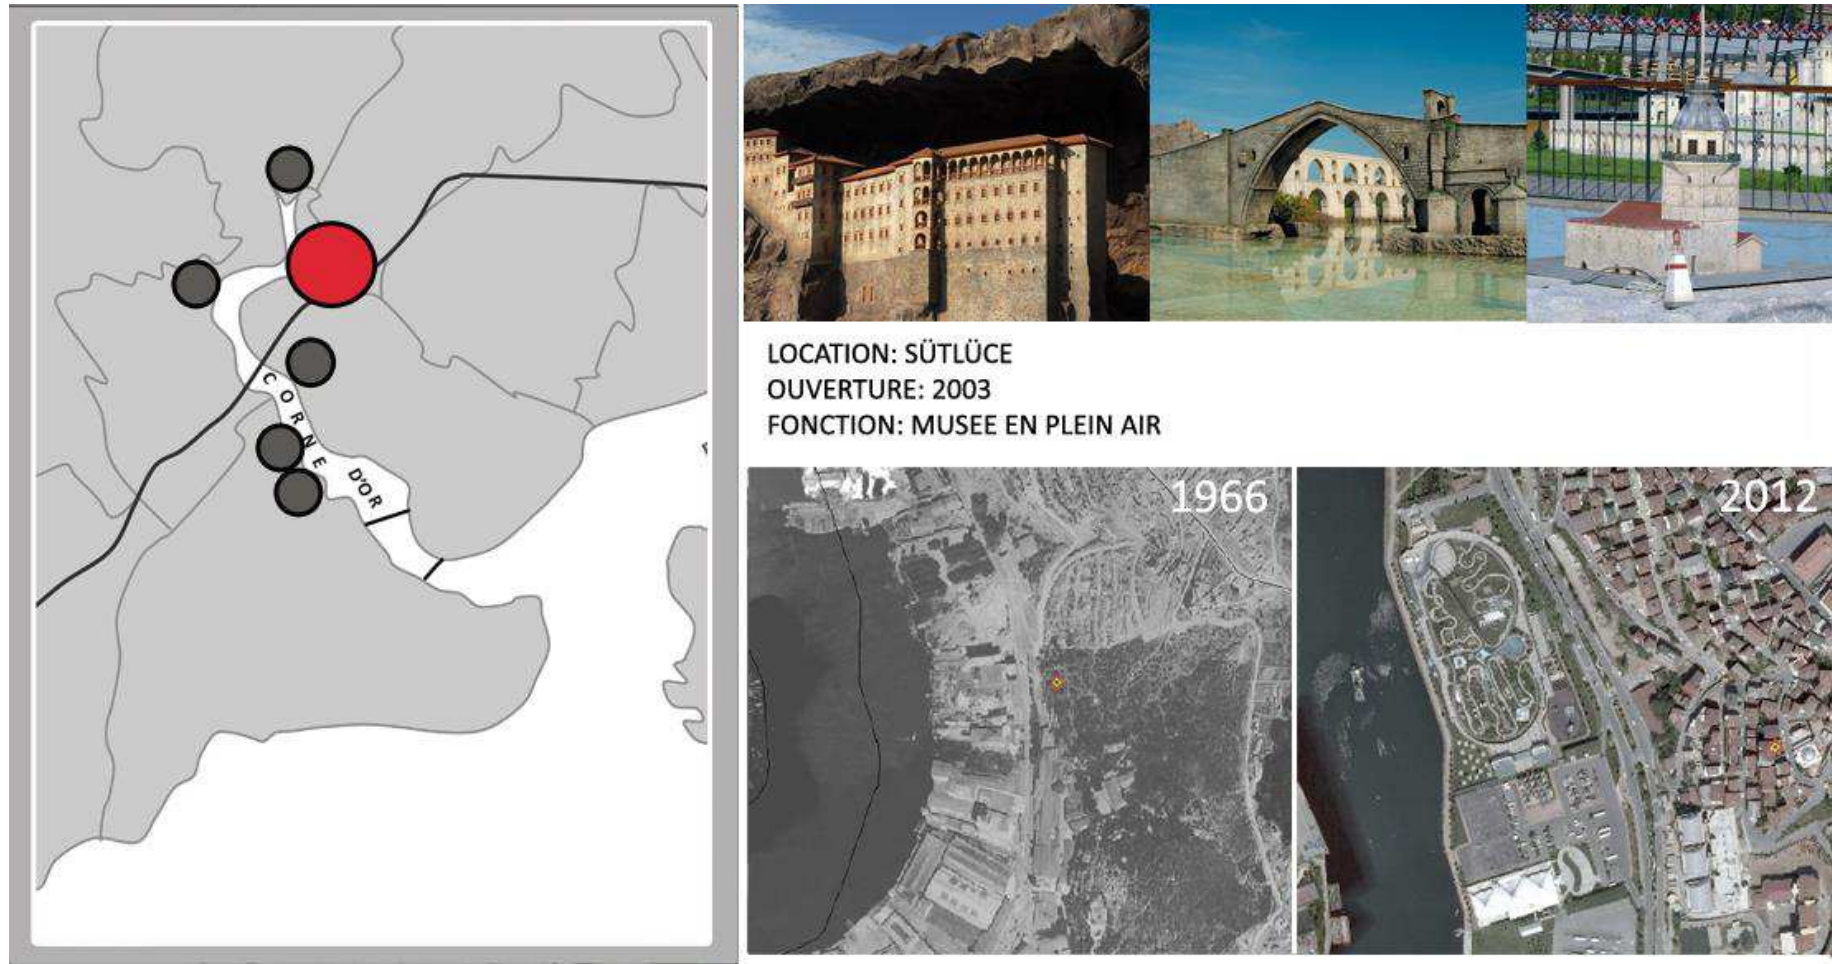 CORNE
D'OR
LOCATION: SÜTLÜCE
OUVERTURE: 2003
FONCTION: MUSEE EN PLEIN AIR
1966
2012